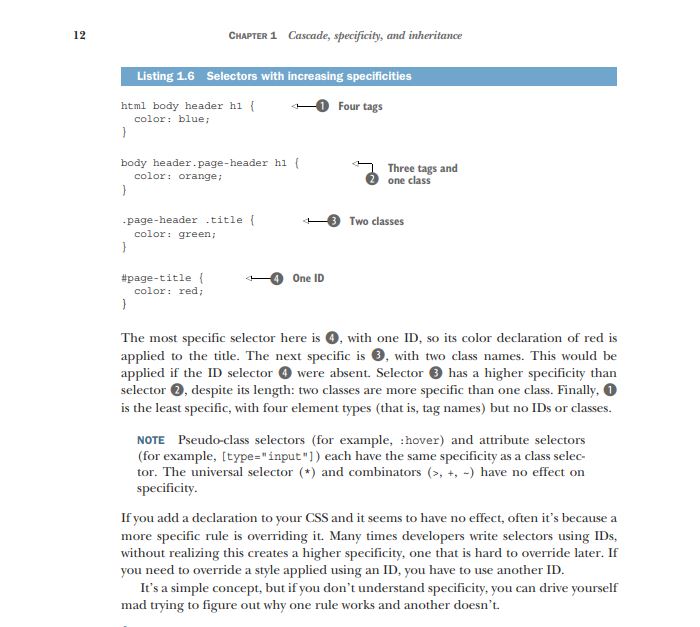 12
CHAPTER 1 Cascade, specificity, and inheritance
Listing 1.6 Selectors with increasing specificities
html body header h1 {
1 Four tags
color: blue;
}
body header.page-header h1 {
color: orange;
2 Three tags and
one class
}
.page-header .title {
3 Two classes
color: green;
}
#page-title {
4 One ID
color: red;
}
The most specific selector here is 4, with one ID, so its color declaration of red is
applied to the title. The next specific is 3, with two class names. This would be
applied if the ID selector 4 were absent. Selector 3 has a higher specificity than
selector 2, despite its length: two classes are more specific than one class. Finally, 1
is the least specific, with four element types (that is, tag names) but no IDs or classes.
NOTE Pseudo-class selectors (for example, :hover) and attribute selectors
(for example, [type="input"]) each have the same specificity as a class selec-
tor. The universal selector (*) and combinators (>, +, ~) have no effect on
specificity.
If you add a declaration to your CSS and it seems to have no effect, often it's because a
more specific rule is overriding it. Many times developers write selectors using IDs,
without realizing this creates a higher specificity, one that is hard to override later. If
you need to override a style applied using an ID, you have to use another ID.
It's a simple concept, but if you don't understand specificity, you can drive yourself
mad trying to figure out why one rule works and another doesn't.